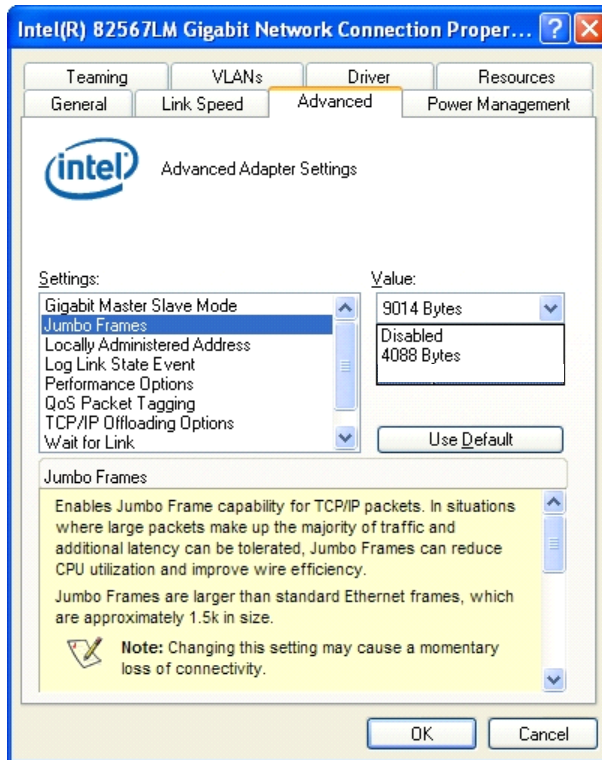 Intel(R) 82567LM Gigabit Network Connection Proper...
Teaming
VLANs
Driver
Resources
General
Link Speed
Advanced
Power Management
intel
Advanced Adapter Settings
Settings:
Value:
Gigabit Master Slave Mode
Jumbo Frames
Locally Administered Address
Log Link State Event
Performance Options
QoS Packet Tagging
TCP/IP Offloading Options
Wait for Link
9014 Bytes
Disabled
4088 Bytes
Use Default
Jumbo Frames
Enables Jumbo Frame capability for TCP/IP packets. In situations
where large packets make up the majority of traffic and
additional latency can be tolerated, Jumbo Frames can reduce
CPU utilization and improve wire efficiency.
Jumbo Frames are larger than standard Ethernet frames, which
are approximately 1.5k in size.
Note: Changing this setting may cause a momentary
loss of connectivity.
OK
Cancel